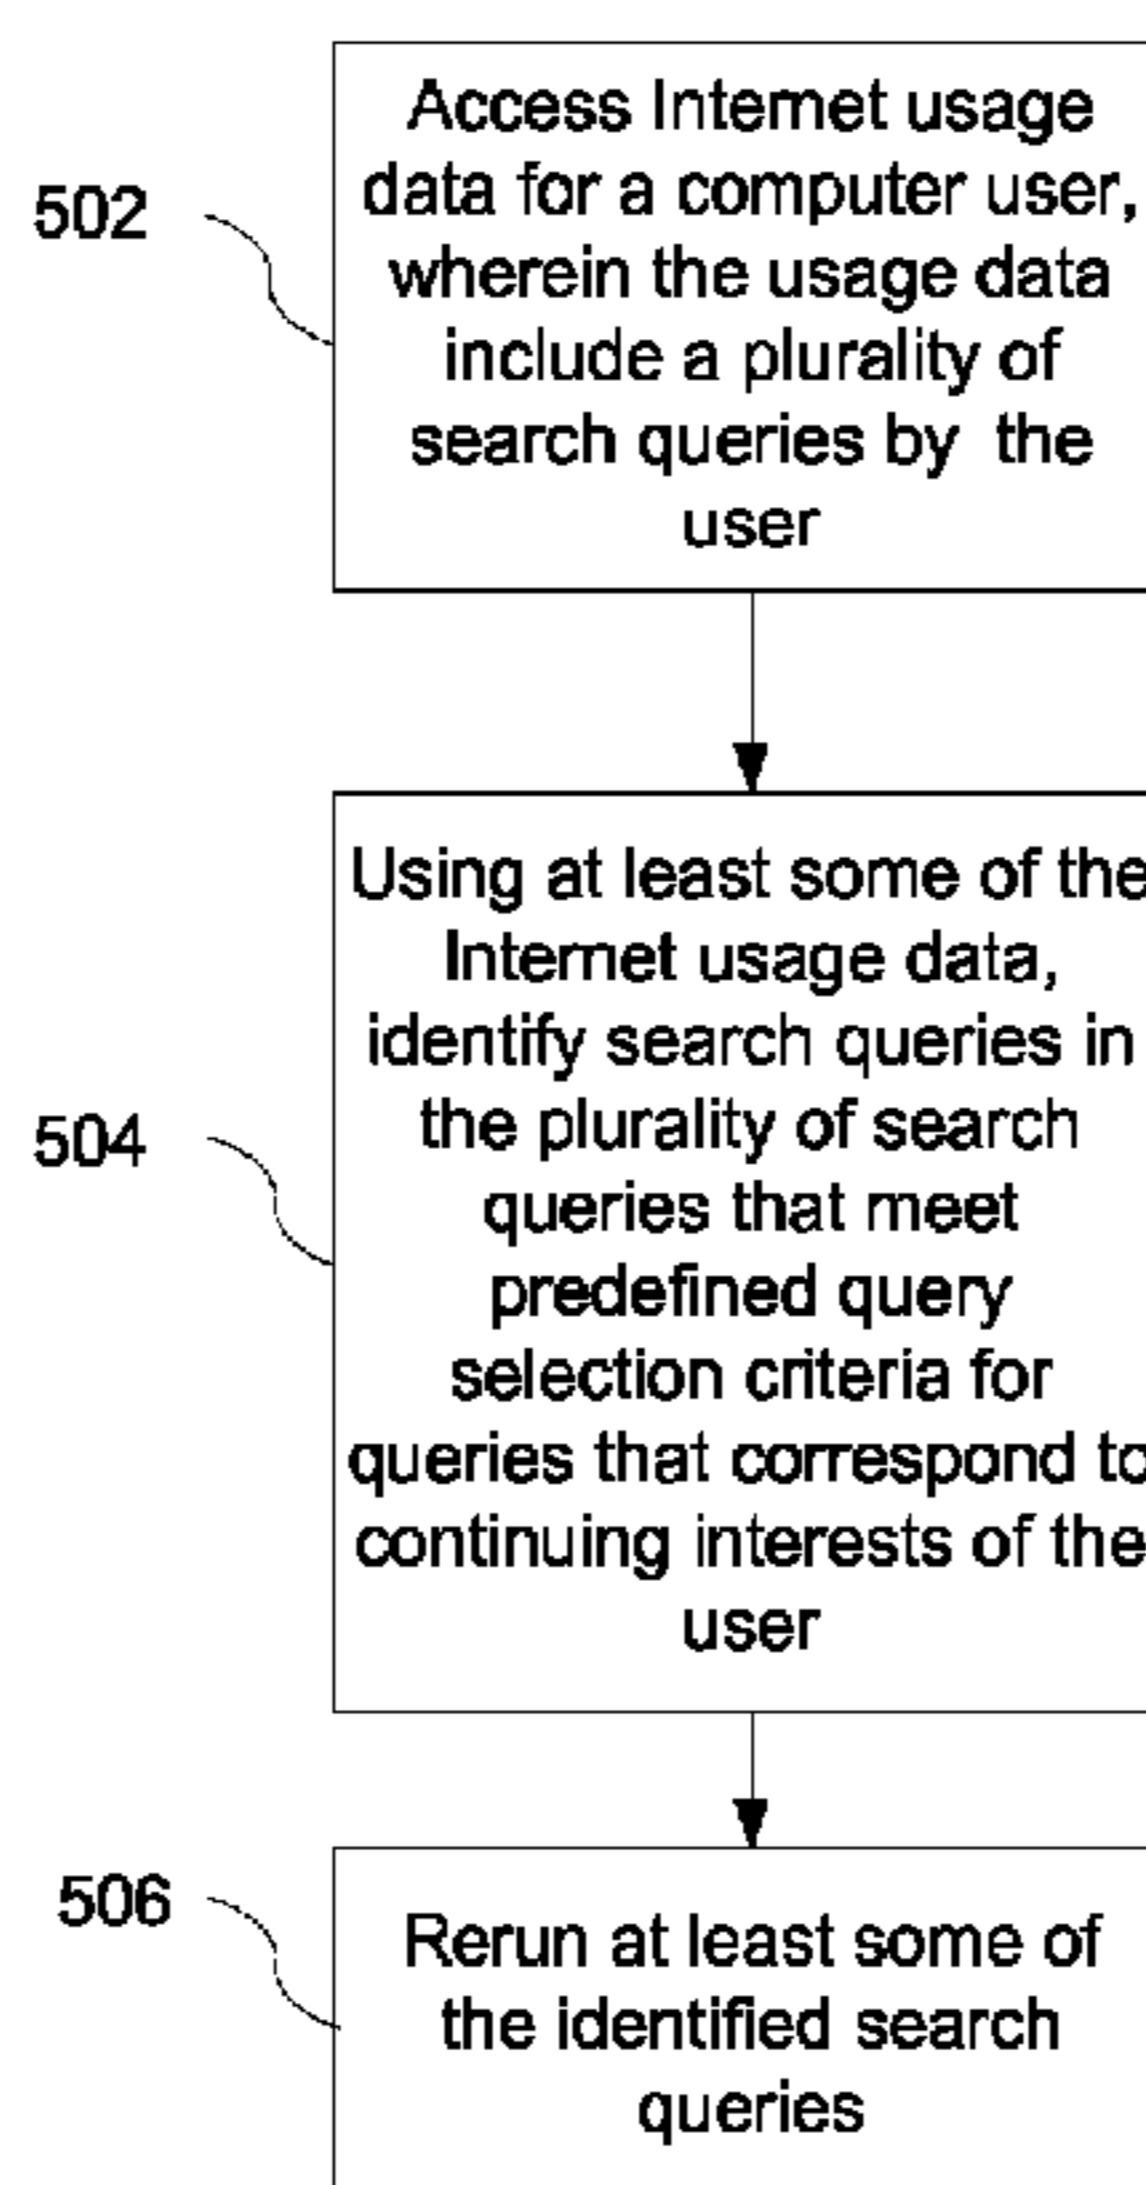 502
Access Internet usage
data for a computer user,
wherein the usage data
include a plurality of
search queries by the
user
504
Using at least some of the
Internet usage data,
identify search queries in
the plurality of search
queries that meet
predefined query
selection criteria for
queries that correspond to
continuing interests of the
user
506
Rerun at least some of
the identified search
queries